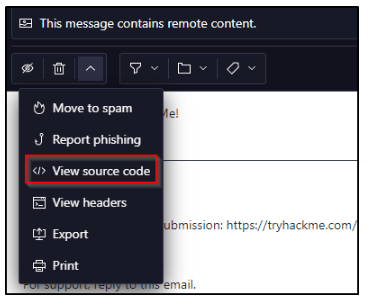 This message contains remote content.
Me!
Move to spam
Report phishing
</> View source code
View headers
ubmission: https://tryhackme.com/
Export
Print
For support, reply to this email.